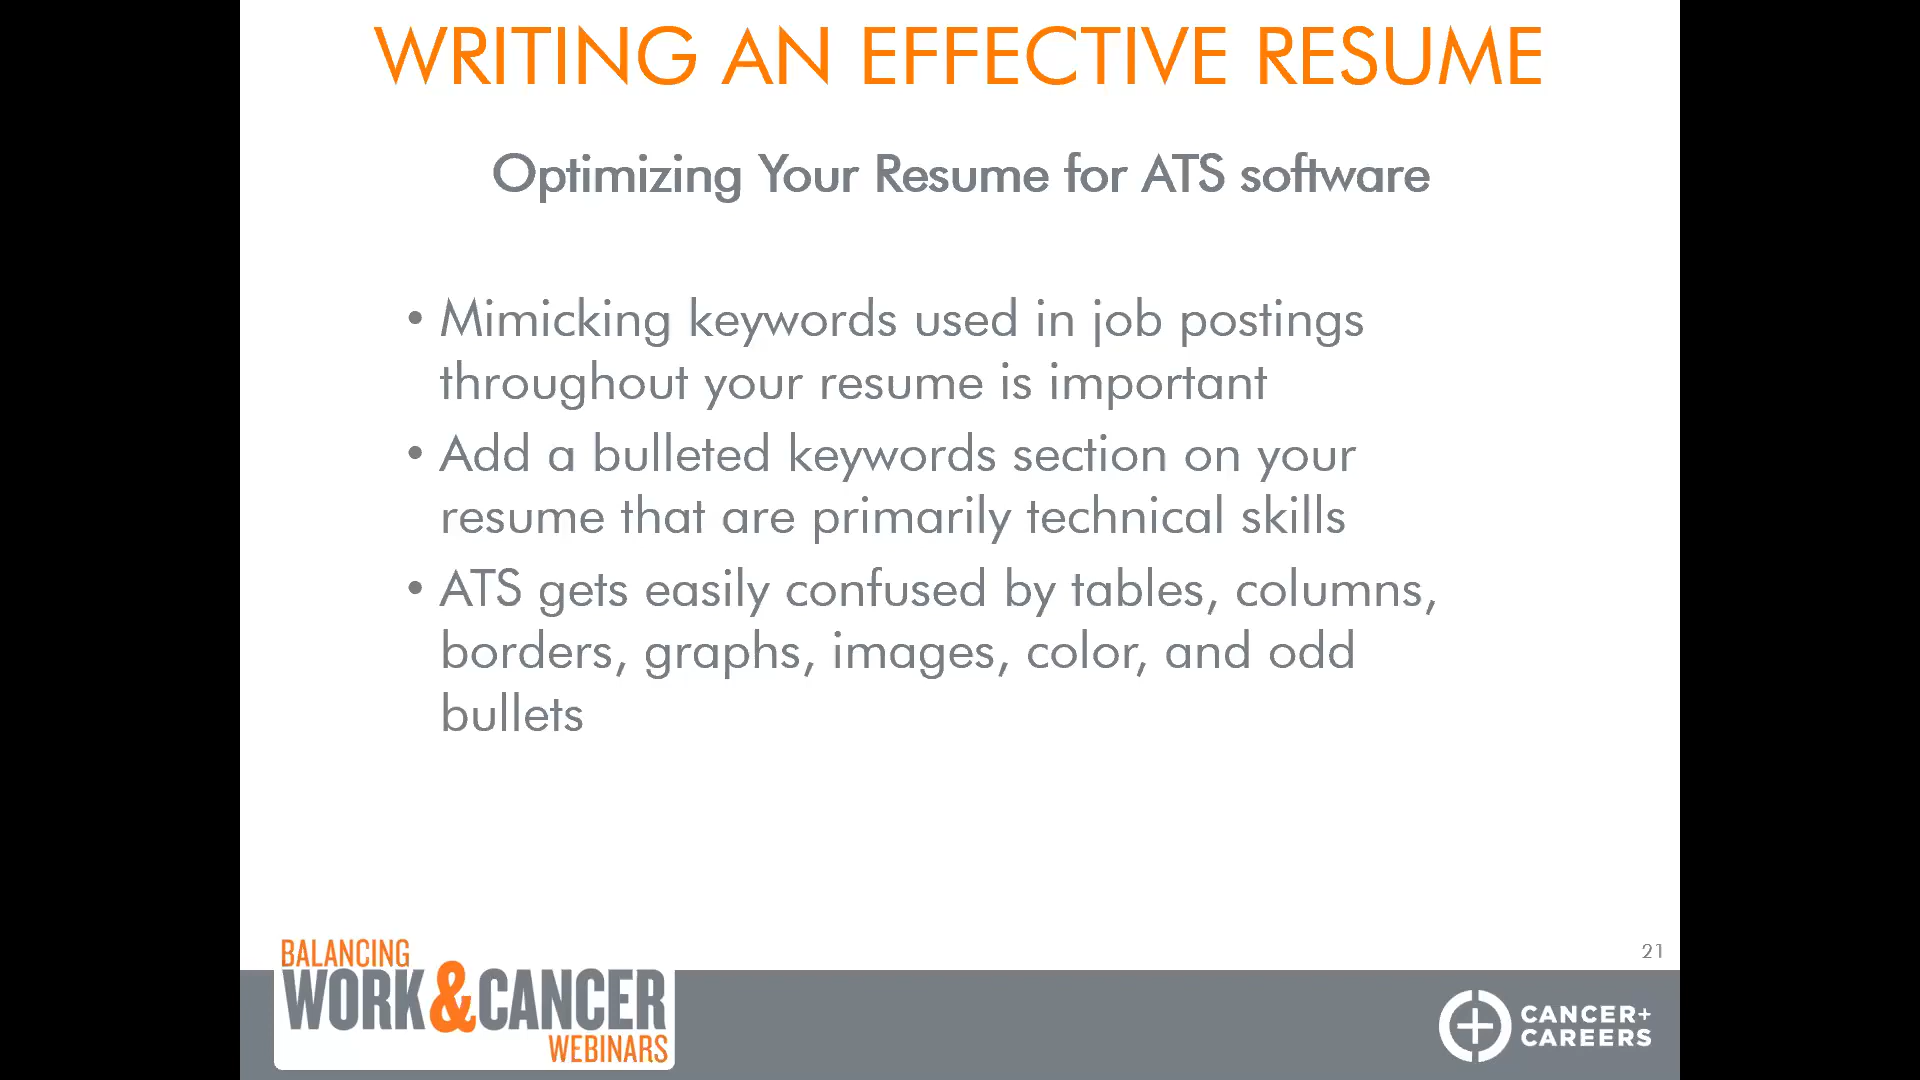 WRITING AN EFFECTIVE RESUME
Optimizing Your Resume for ATS software
• Mimicking keywords used in job postings
throughout your resume is important
• Add a bulleted keywords section on your
resume that are primarily technical skills
• ATS gets easily confused by tables, columns,
borders, graphs, images, color, and odd
bullets
21
BALANCING
WORK&CANCER
WEBINARS
CANCER+
CAREERS